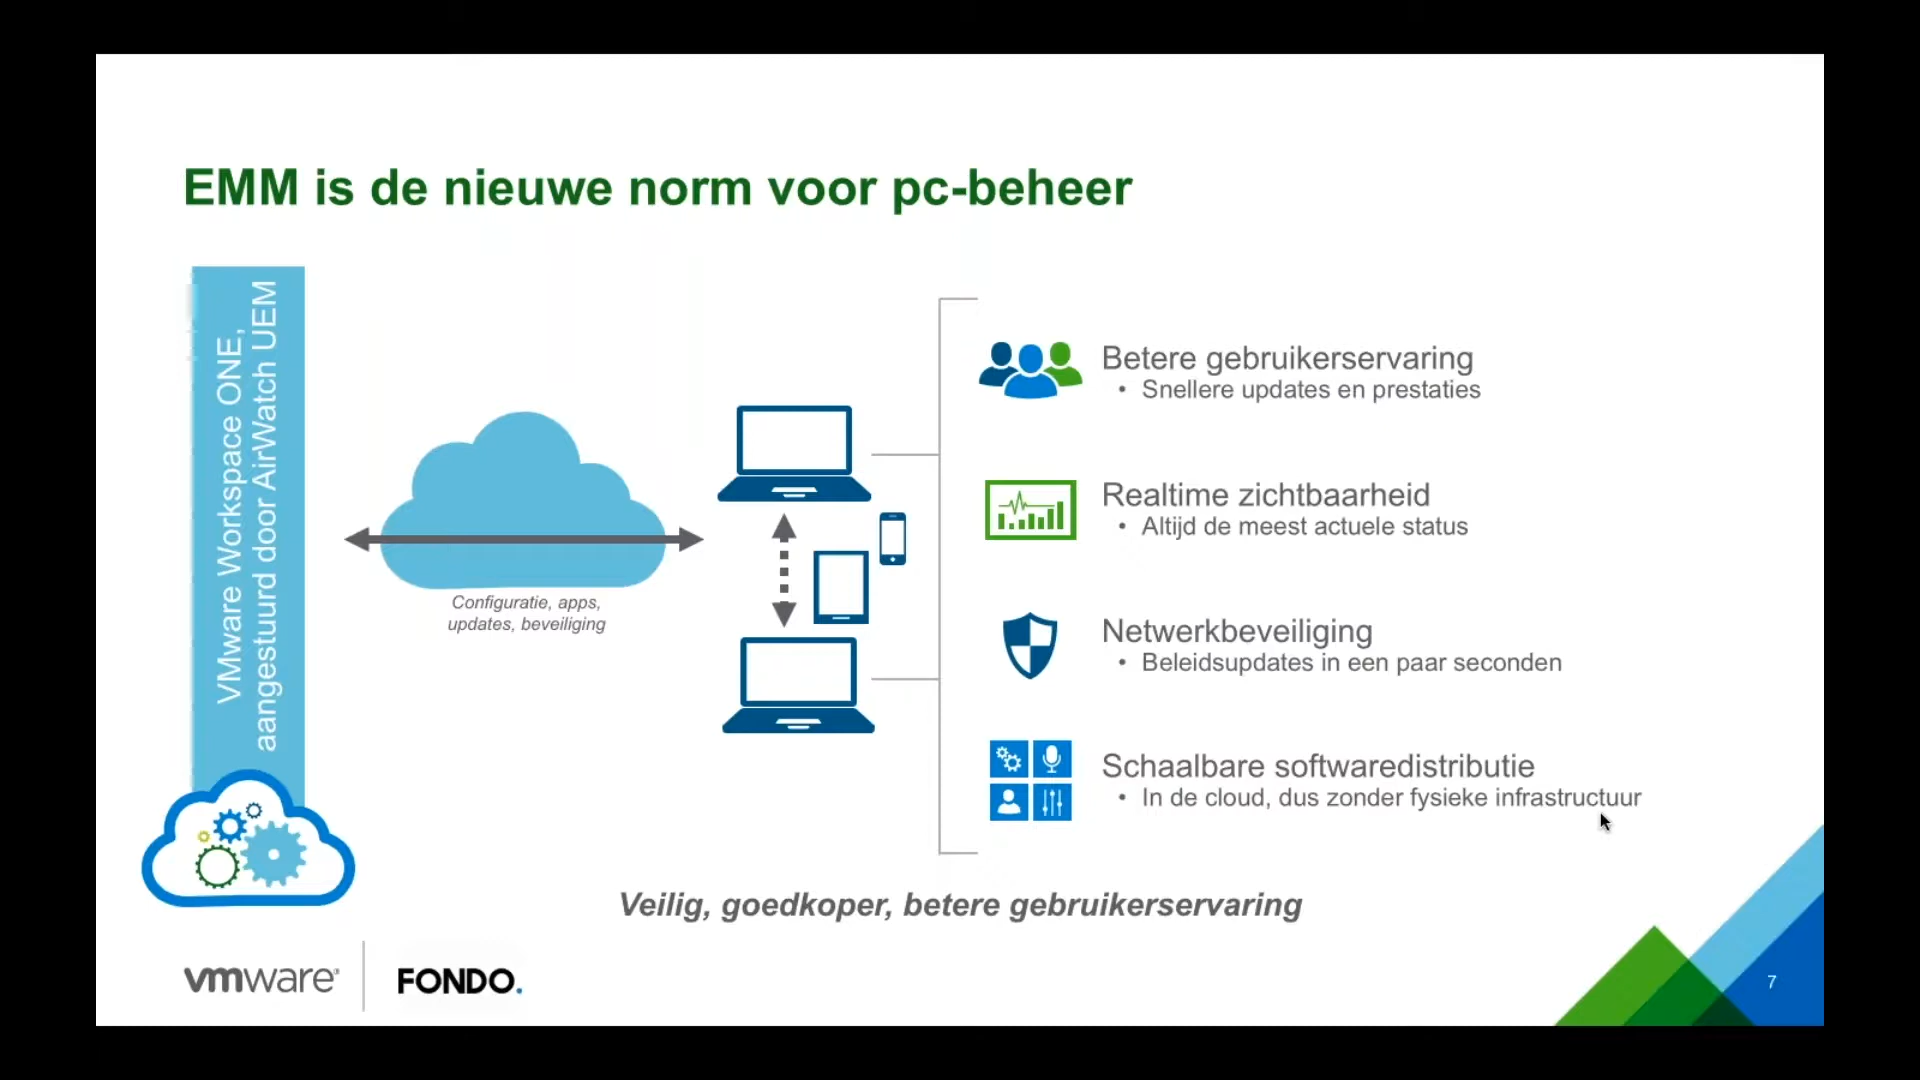 EMM is de nieuwe norm voor pc-beheer
VMware Workspace ONE,
aangestuurd door AirWatch UEM
Configuratie, apps,
updates, beveiliging
Betere gebruikerservaring
• Snellere updates en prestaties
Realtime zichtbaarheid
• Altijd de meest actuele status
Netwerkbeveiliging
• Beleidsupdates in een paar seconden
Schaalbare softwaredistributie
• In de cloud, dus zonder fysieke infrastructuur
Veilig, goedkoper, betere gebruikerservaring
vmware®
FONDO.
7